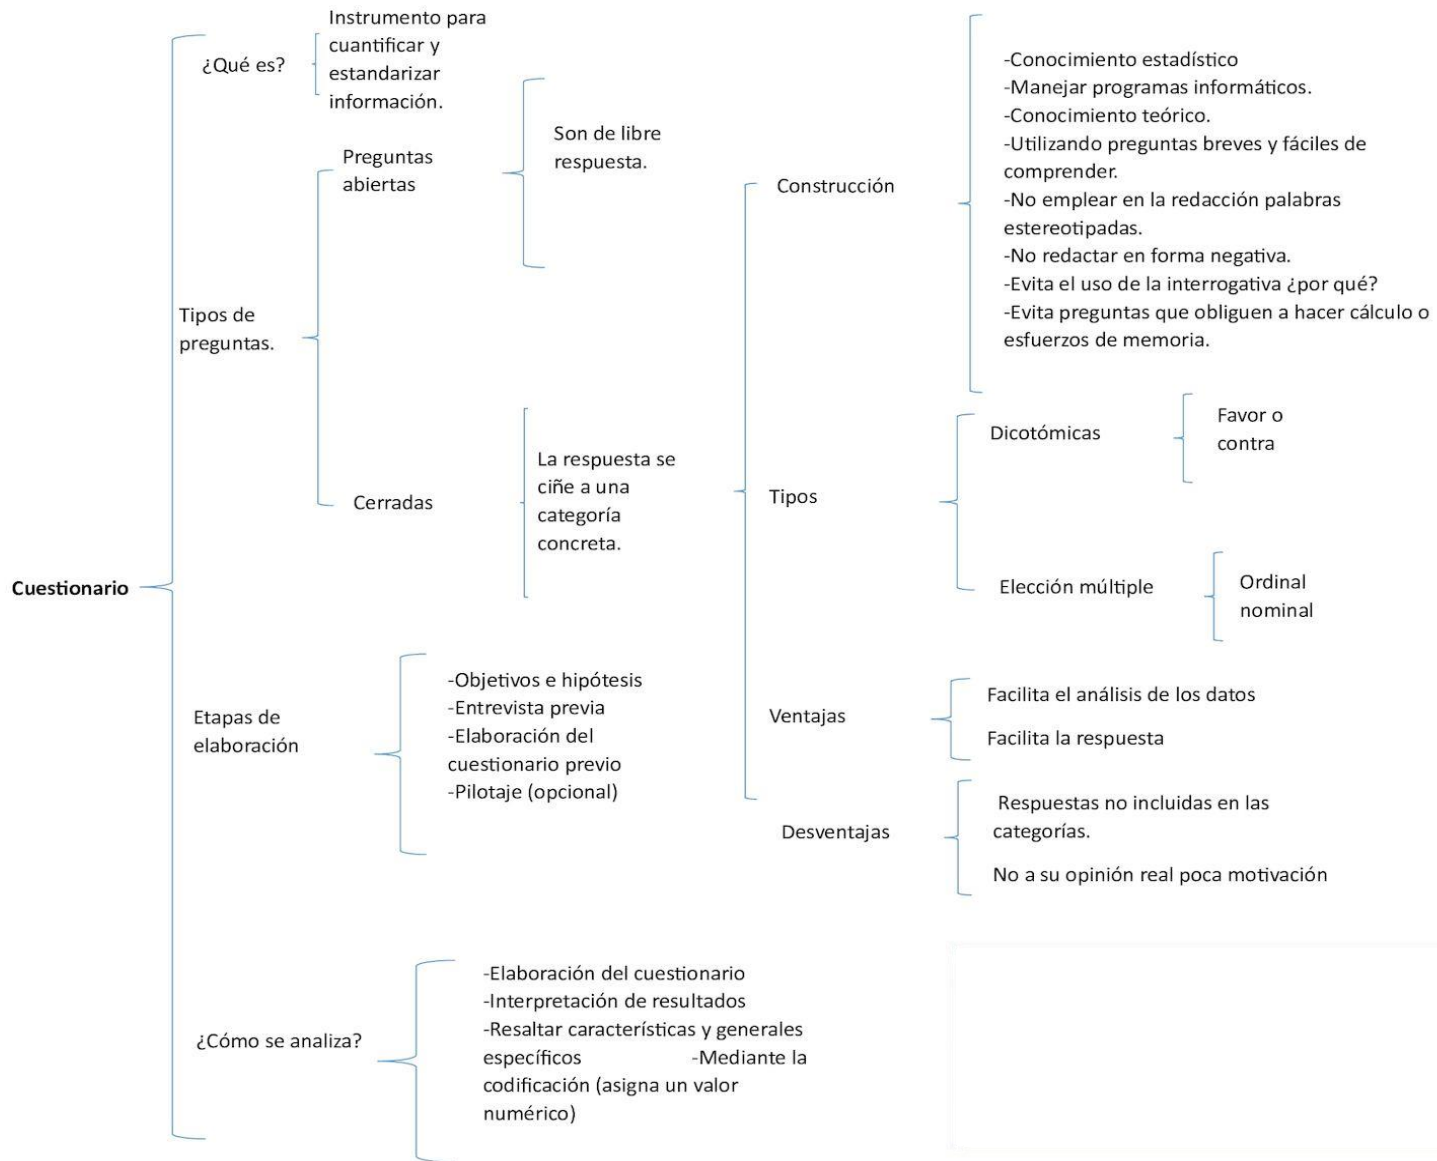 Cuestionario
¿Qué es?
Instrumento para
cuantificar y
estandarizar
información.
Tipos de
preguntas.
Preguntas
abiertas
Son de libre
respuesta.
Cerradas
La respuesta se
ciñe a una
categoría
concreta.
Construcción
-Conocimiento estadístico
-Manejar programas informáticos.
-Conocimiento teórico.
-Utilizando preguntas breves y fáciles de
comprender.
-No emplear en la redacción palabras
estereotipadas.
-No redactar en forma negativa.
-Evita el uso de la interrogativa ¿por qué?
-Evita preguntas que obliguen a hacer cálculo o
esfuerzos de memoria.
Tipos
Dicotómicas
Favor o
contra
Elección múltiple
Ordinal
nominal
Ventajas
Facilita el análisis de los datos
Facilita la respuesta
Desventajas
Respuestas no incluidas en las
categorías.
No a su opinión real poca motivación
Etapas de
elaboración
-Objetivos e hipótesis
-Entrevista previa
-Elaboración del
cuestionario previo
-Pilotaje (opcional)
¿Cómo se analiza?
-Elaboración del cuestionario
-Interpretación de resultados
-Resaltar características y generales
específicos -Mediante la
codificación (asigna un valor
numérico)